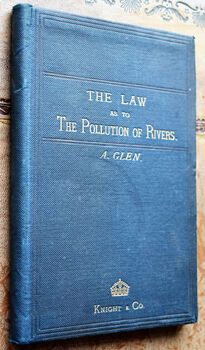 THE LAW
AS TO
THE POLLUTION OF RIVERS.
A. GLEN.
KNIGHT & CO.